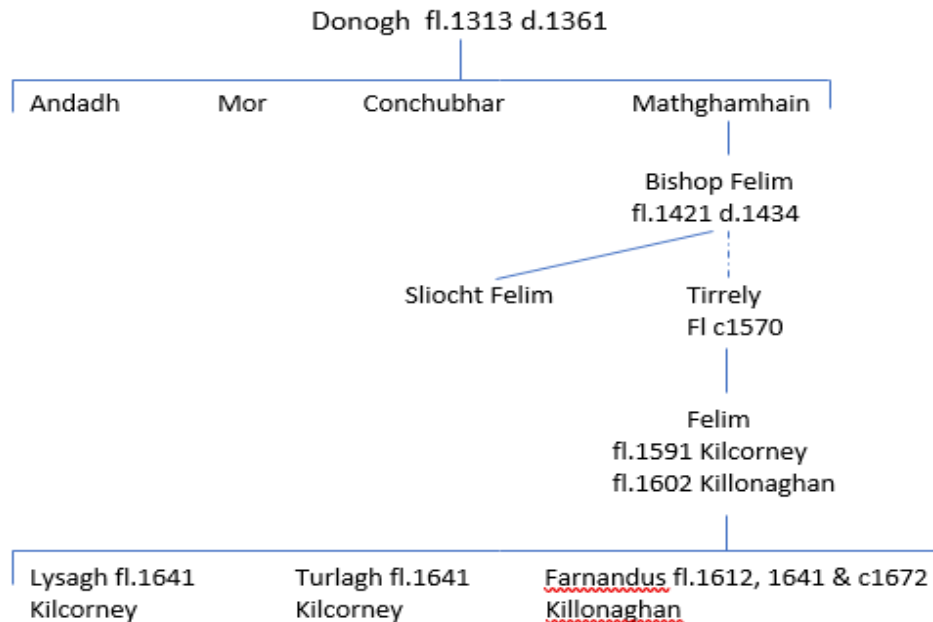 Donogh fl.1313 d.1361
Andadh Mor Conchubhar Mathghamhain
Bishop Felim
fl.1421 d.1434
Sliocht Felim Tirrely
Fl c1570
Felim
fl.1591 Kilcorney
fl.1602 Killonaghan
Lysagh fl.1641 Turlagh fl.1641 Farnandus fl.1612, 1641 & c1672
Kilcorney Kilcorney Killonaghan